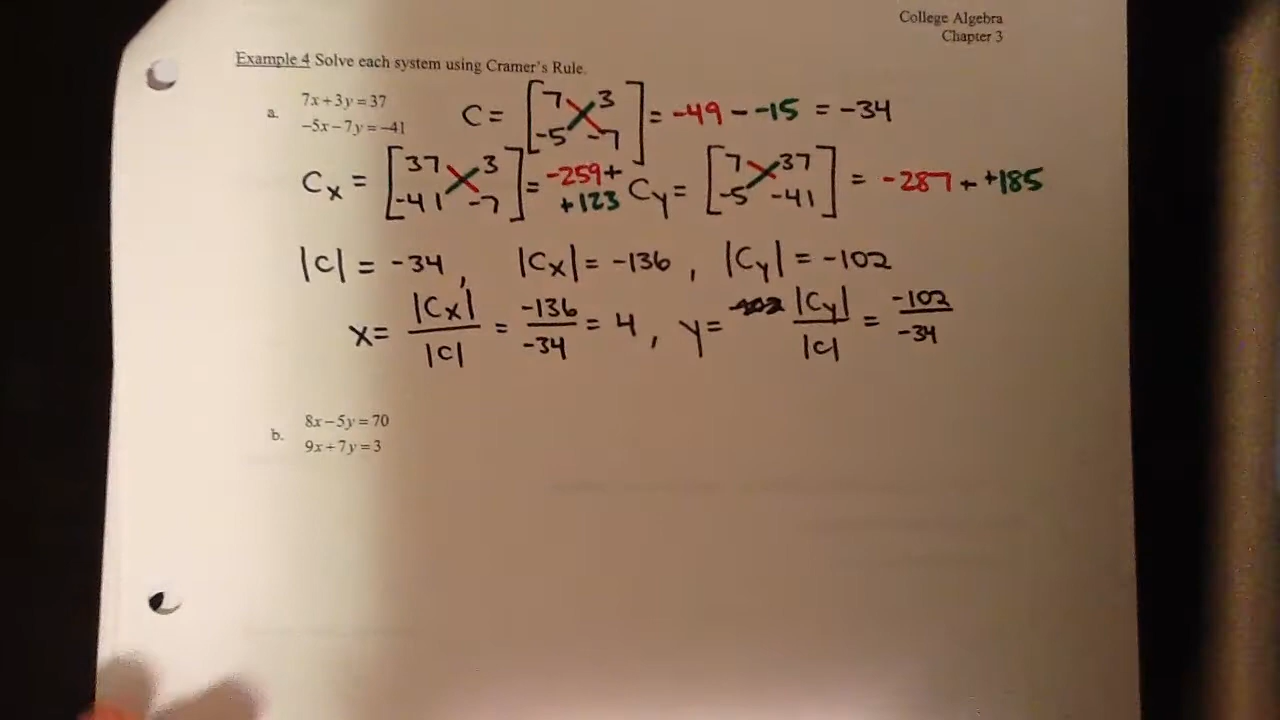 College Algebra
Chapter 3
Example 4 Solve each system using Cramer's Rule.
a. 7x+3y=37
-5x-7y=-41
C = [7 3
-5 -7] = -49 - -15 = -34
Cx = [37 3
-41 -7] = -259+
+123
Cy = [7 37
-5 -41] = -287 + +185
|C| = -34, |Cx| = -136, |Cy| = -102
x = |Cx| / |C| = -136 / -34 = 4, y = |Cy| / |C| = -102 / -34
b. 8x-5y=70
9x+7y=3